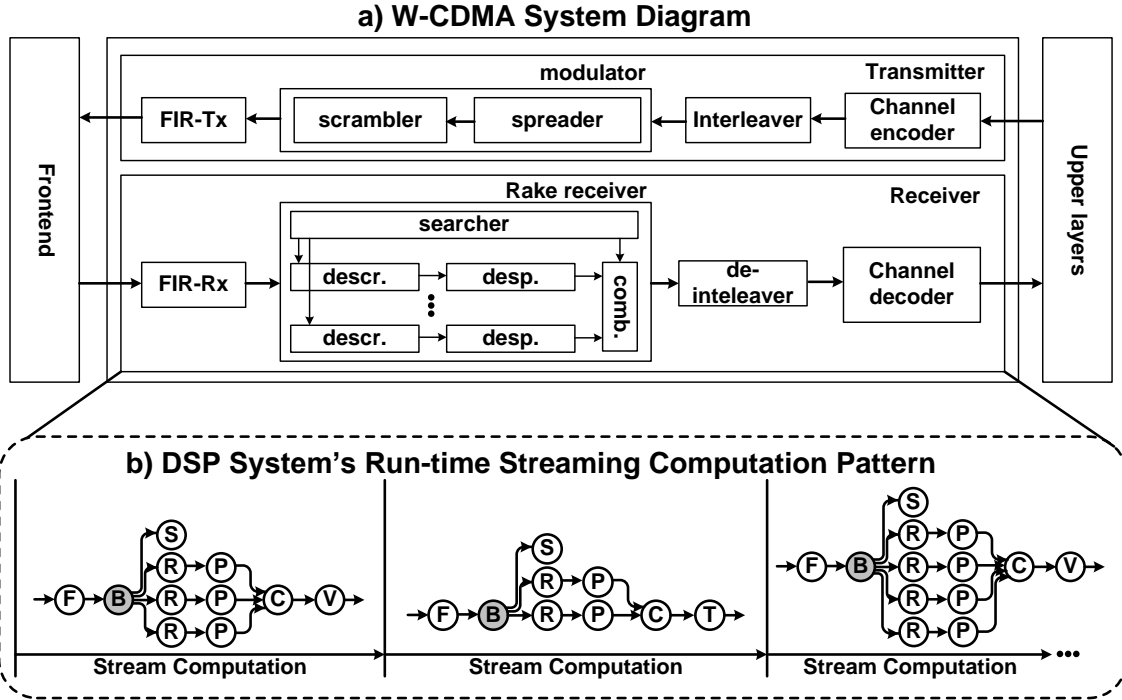 a) W-CDMA System Diagram
Frontend
Upper layers
modulator
Transmitter
FIR-Tx
scrambler
spreader
Interleaver
Channel
encoder
Rake receiver
Receiver
searcher
FIR-Rx
descr.
desp.
comb.
de-
inteleaver
Channel
decoder
descr.
desp.
b) DSP System's Run-time Streaming Computation Pattern
S
R P
F B R P C V
R P
Stream Computation
S
R P
F B R P C T
Stream Computation
S
R P
F B R P C V
R P
R P
Stream Computation